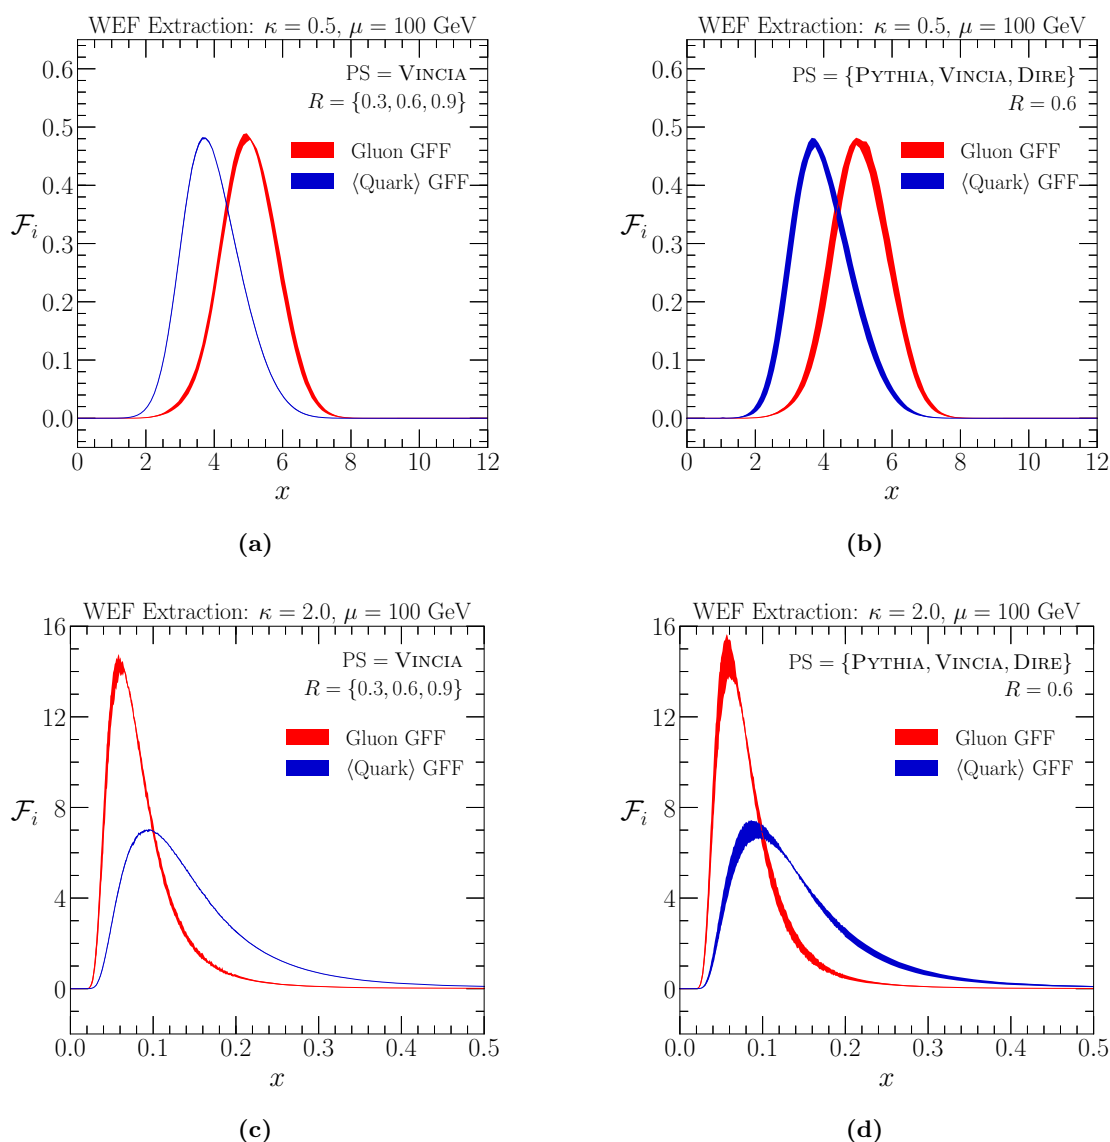 WEF Extraction: κ = 0.5, μ = 100 GeV
PS = VINCIA
R = {0.3, 0.6, 0.9}
Gluon GFF
⟨Quark⟩ GFF
0.6
0.5
0.4
0.3
0.2
0.1
0.0
ℱᵢ
0 2 4 6 8 10 12
x
(a)
WEF Extraction: κ = 0.5, μ = 100 GeV
PS = {PYTHIA, VINCIA, DIRE}
R = 0.6
Gluon GFF
⟨Quark⟩ GFF
0.6
0.5
0.4
0.3
0.2
0.1
0.0
ℱᵢ
0 2 4 6 8 10 12
x
(b)
WEF Extraction: κ = 2.0, μ = 100 GeV
PS = VINCIA
R = {0.3, 0.6, 0.9}
Gluon GFF
⟨Quark⟩ GFF
16
12
8
4
0
ℱᵢ
0.0 0.1 0.2 0.3 0.4 0.5
x
(c)
WEF Extraction: κ = 2.0, μ = 100 GeV
PS = {PYTHIA, VINCIA, DIRE}
R = 0.6
Gluon GFF
⟨Quark⟩ GFF
16
12
8
4
0
ℱᵢ
0.0 0.1 0.2 0.3 0.4 0.5
x
(d)